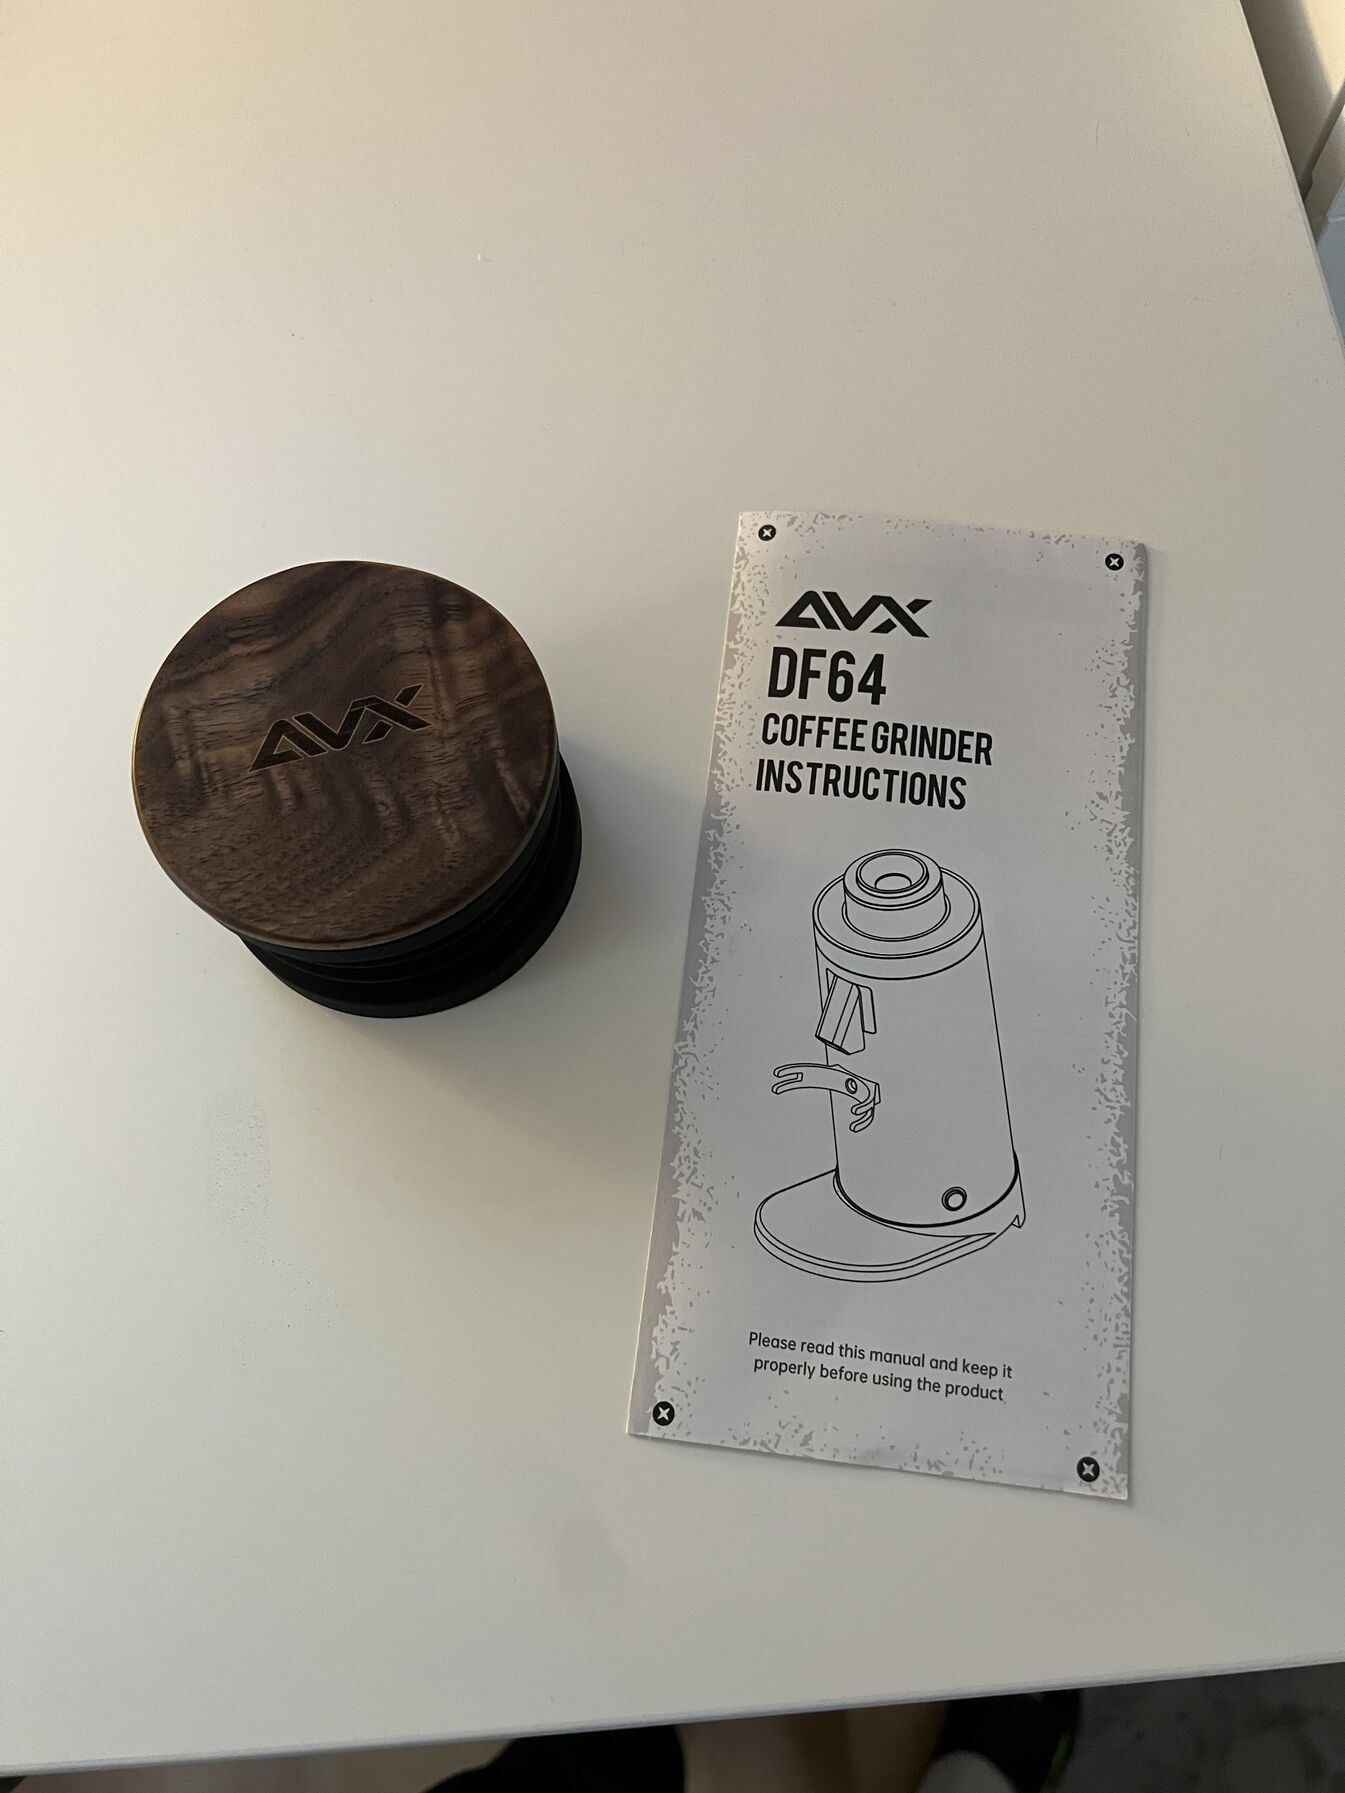 AVX
AVX
DF64
COFFEE GRINDER
INSTRUCTIONS
Please read this manual and keep it
properly before using the product